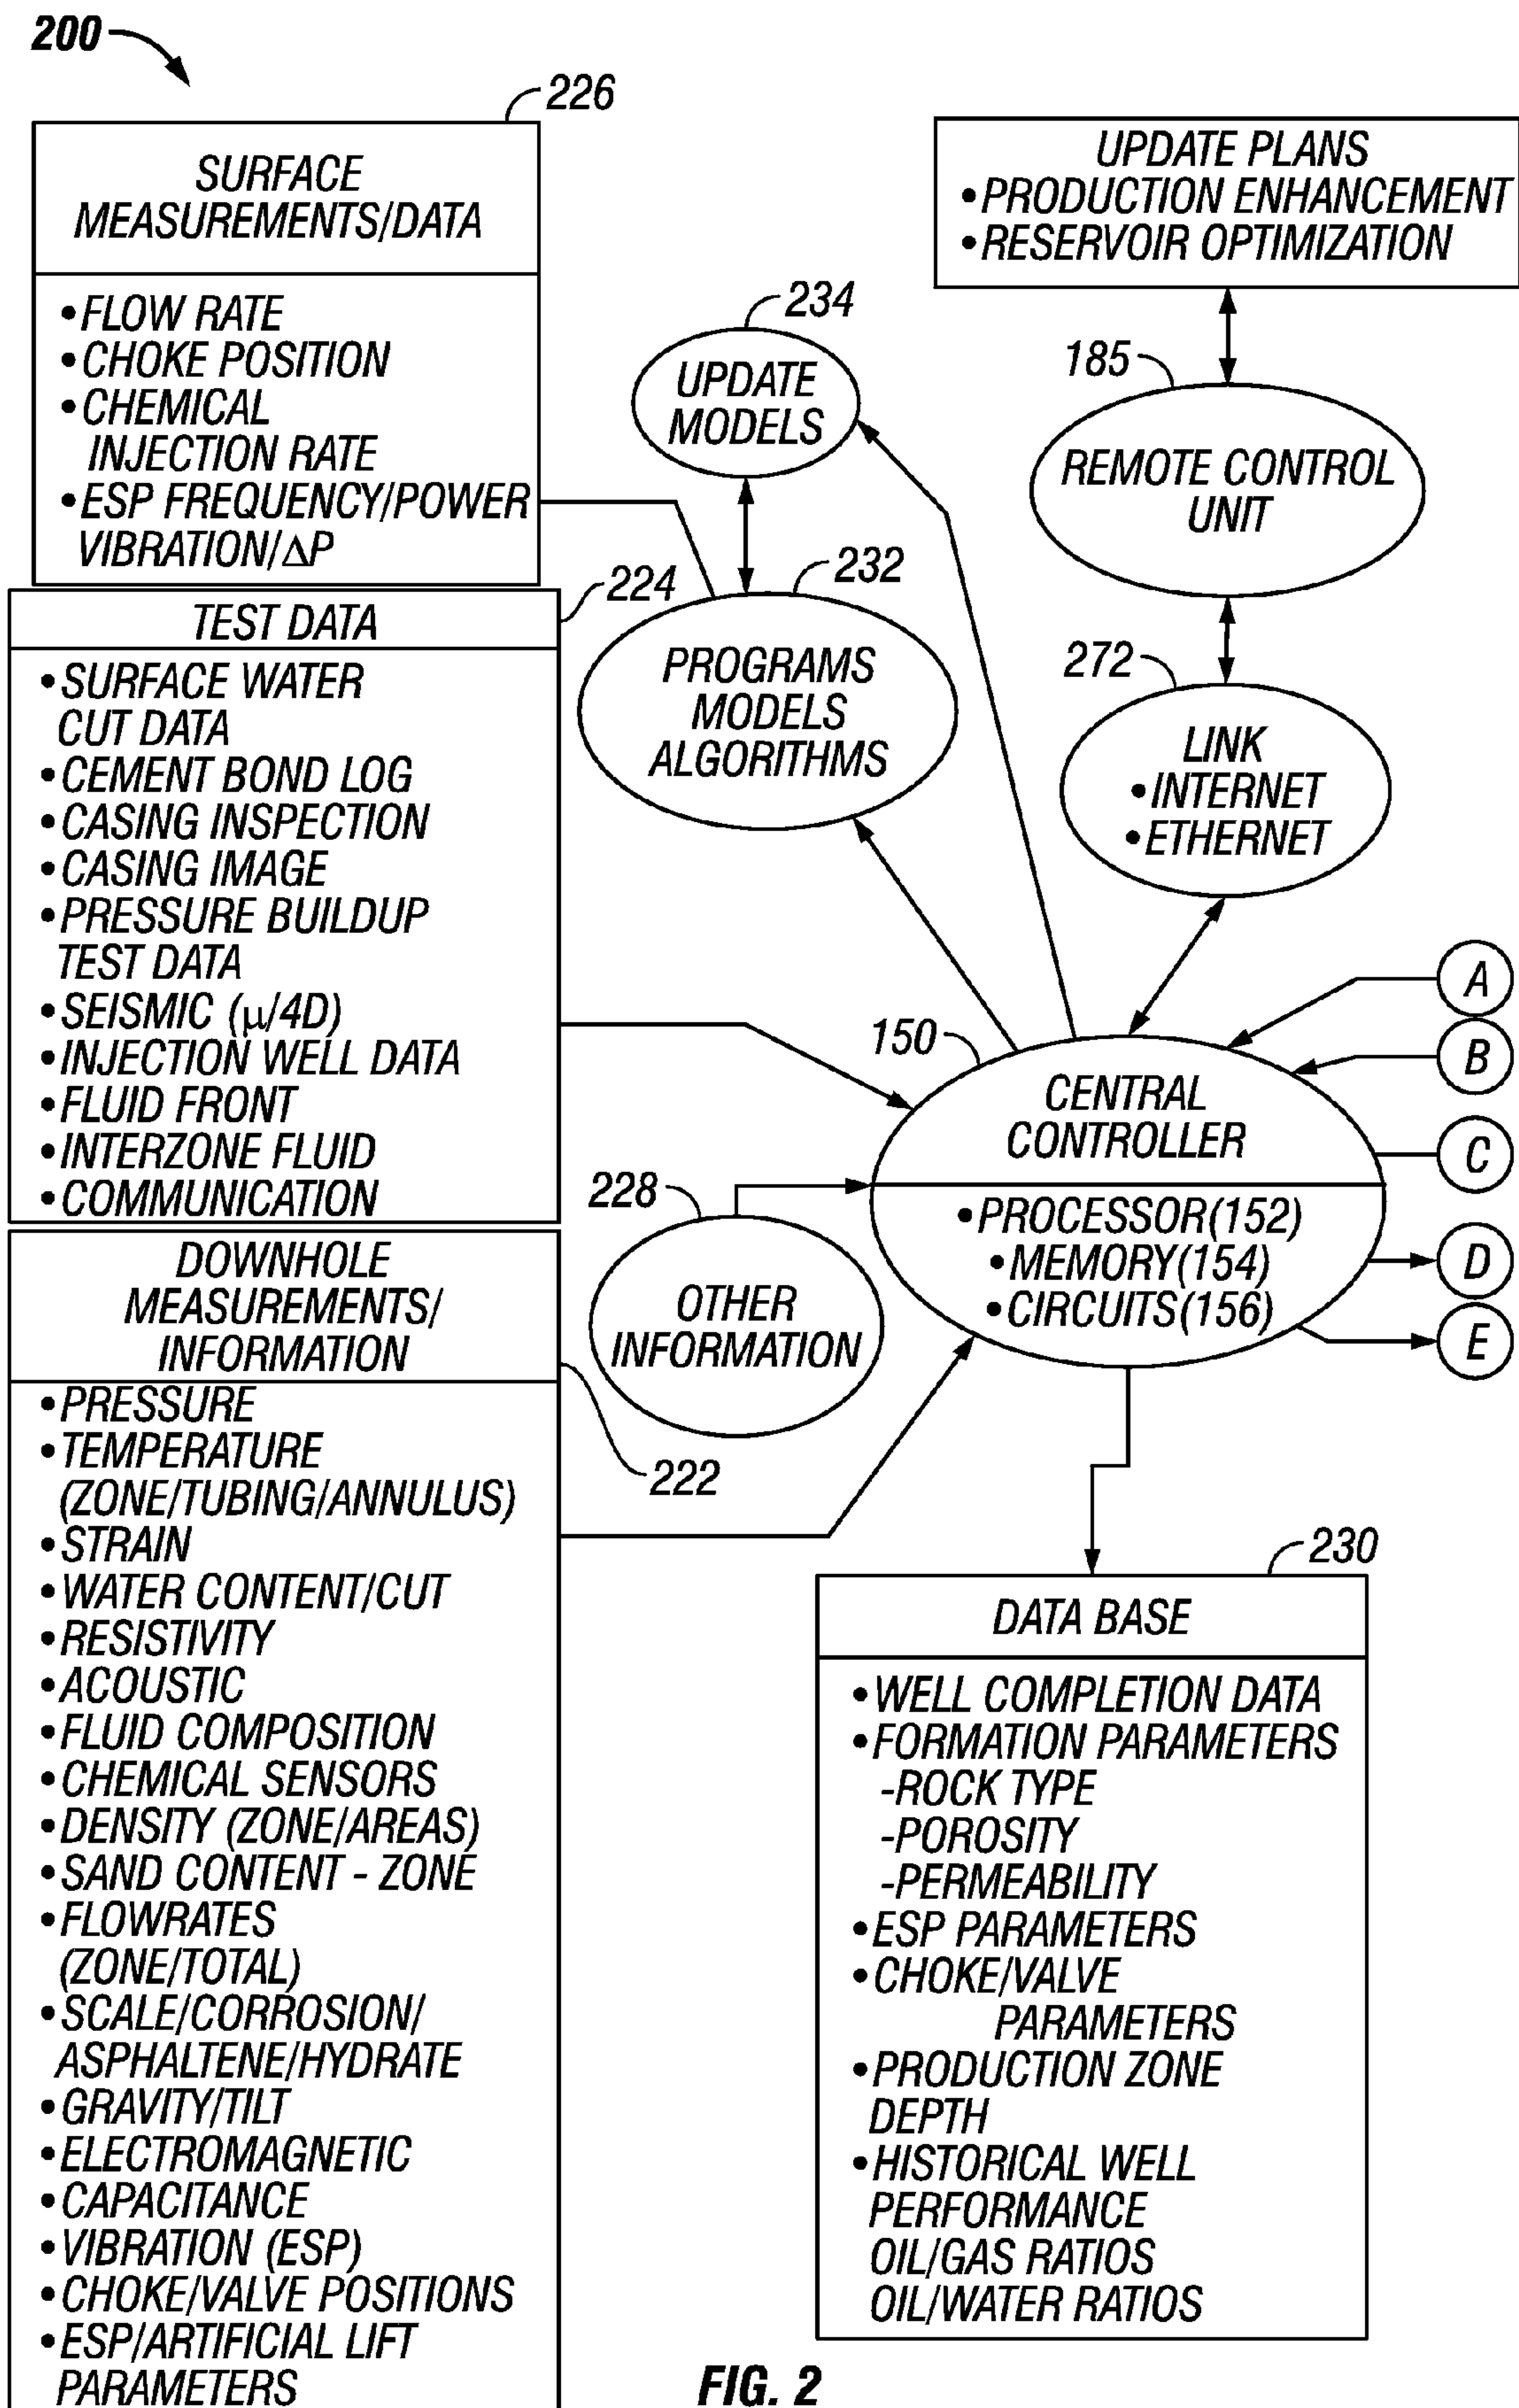 200
226
SURFACE
MEASUREMENTS/DATA
•FLOW RATE
•CHOKE POSITION
•CHEMICAL
INJECTION RATE
•ESP FREQUENCY/POWER
VIBRATION/ΔP
224
TEST DATA
•SURFACE WATER
CUT DATA
•CEMENT BOND LOG
•CASING INSPECTION
•CASING IMAGE
•PRESSURE BUILDUP
TEST DATA
•SEISMIC (μ/4D)
•INJECTION WELL DATA
•FLUID FRONT
•INTERZONE FLUID
•COMMUNICATION
DOWNHOLE
MEASUREMENTS/
INFORMATION
222
•PRESSURE
•TEMPERATURE
(ZONE/TUBING/ANNULUS)
•STRAIN
•WATER CONTENT/CUT
•RESISTIVITY
•ACOUSTIC
•FLUID COMPOSITION
•CHEMICAL SENSORS
•DENSITY (ZONE/AREAS)
•SAND CONTENT - ZONE
•FLOWRATES
(ZONE/TOTAL)
•SCALE/CORROSION/
ASPHALTENE/HYDRATE
•GRAVITY/TILT
•ELECTROMAGNETIC
•CAPACITANCE
•VIBRATION (ESP)
•CHOKE/VALVE POSITIONS
•ESP/ARTIFICIAL LIFT
PARAMETERS
234
UPDATE
MODELS
232
PROGRAMS
MODELS
ALGORITHMS
UPDATE PLANS
•PRODUCTION ENHANCEMENT
•RESERVOIR OPTIMIZATION
185
REMOTE CONTROL
UNIT
272
LINK
•INTERNET
•ETHERNET
150
CENTRAL
CONTROLLER
•PROCESSOR(152)
•MEMORY(154)
•CIRCUITS(156)
A
B
C
D
E
228
OTHER
INFORMATION
230
DATA BASE
•WELL COMPLETION DATA
•FORMATION PARAMETERS
-ROCK TYPE
-POROSITY
-PERMEABILITY
•ESP PARAMETERS
•CHOKE/VALVE
PARAMETERS
•PRODUCTION ZONE
DEPTH
•HISTORICAL WELL
PERFORMANCE
OIL/GAS RATIOS
OIL/WATER RATIOS
FIG. 2